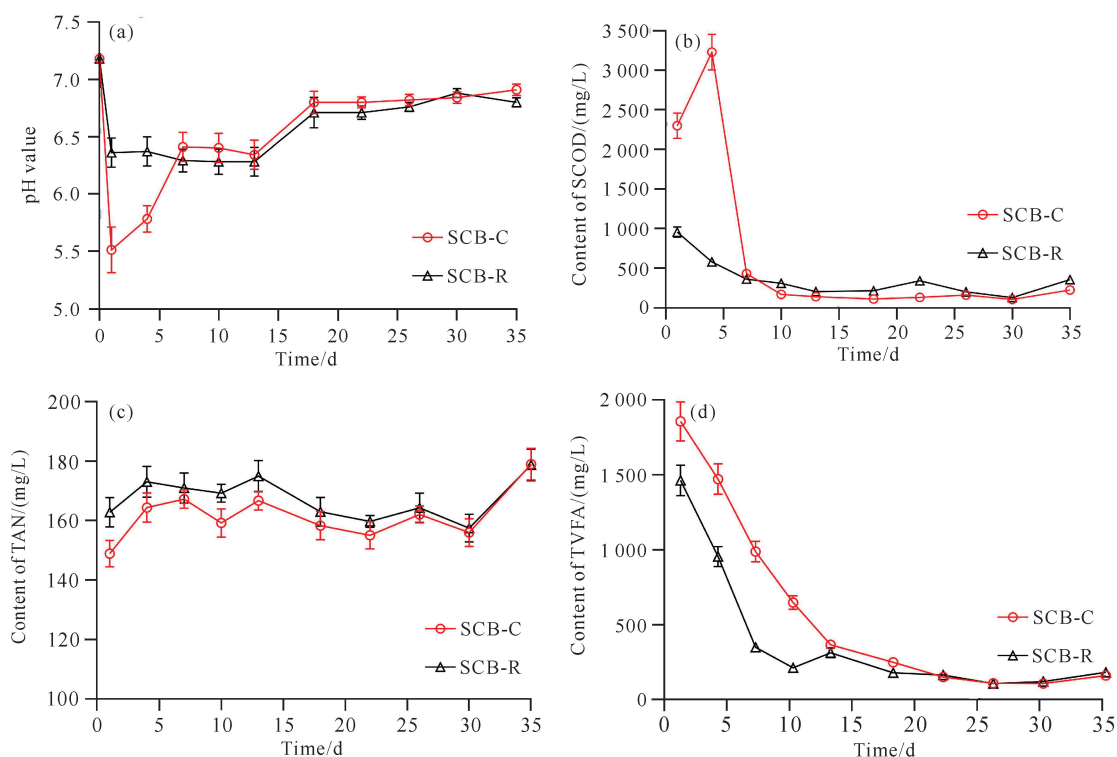 (a)
7.5
7.0
6.5
6.0
5.5
5.0
pH value
0 5 10 15 20 25 30 35
Time/d
SCB-C
SCB-R
(b)
3 500
3 000
2 500
2 000
1 500
1 000
500
0
Content of SCOD/(mg/L)
0 5 10 15 20 25 30 35
Time/d
SCB-C
SCB-R
(c)
200
180
160
140
120
100
Content of TAN/(mg/L)
0 5 10 15 20 25 30 35
Time/d
SCB-C
SCB-R
(d)
2 000
1 500
1 000
500
0
Content of TVFA/(mg/L)
0 5 10 15 20 25 30 35
Time/d
SCB-C
SCB-R